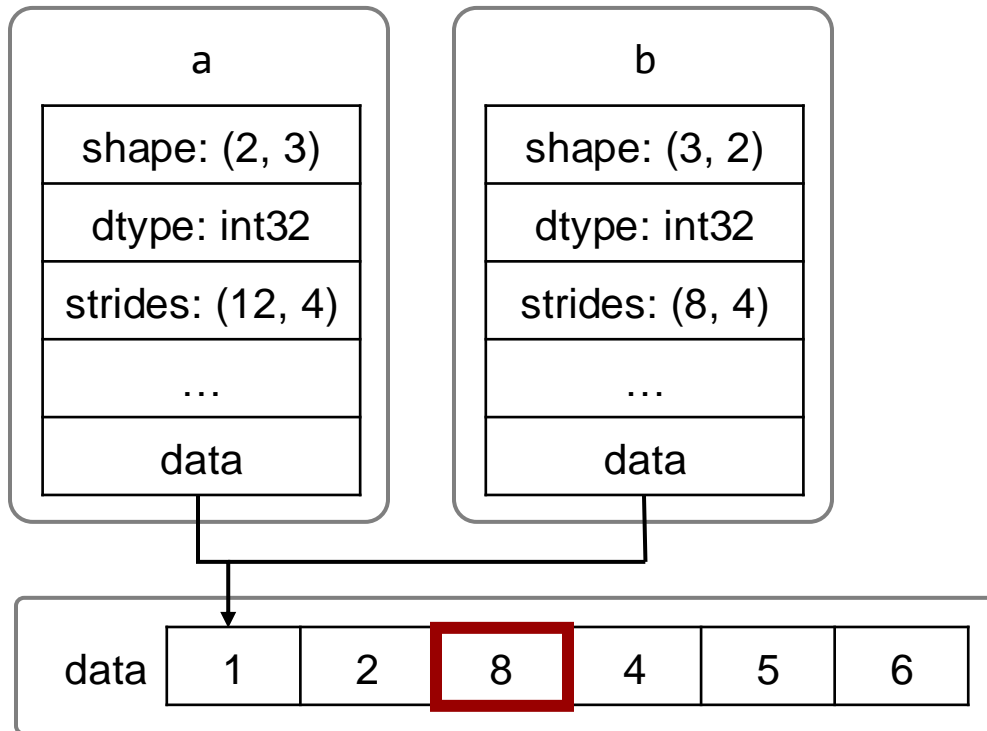 a
shape: (2, 3)
dtype: int32
strides: (12, 4)
...
data
b
shape: (3, 2)
dtype: int32
strides: (8, 4)
...
data
data 1 2 8 4 5 6